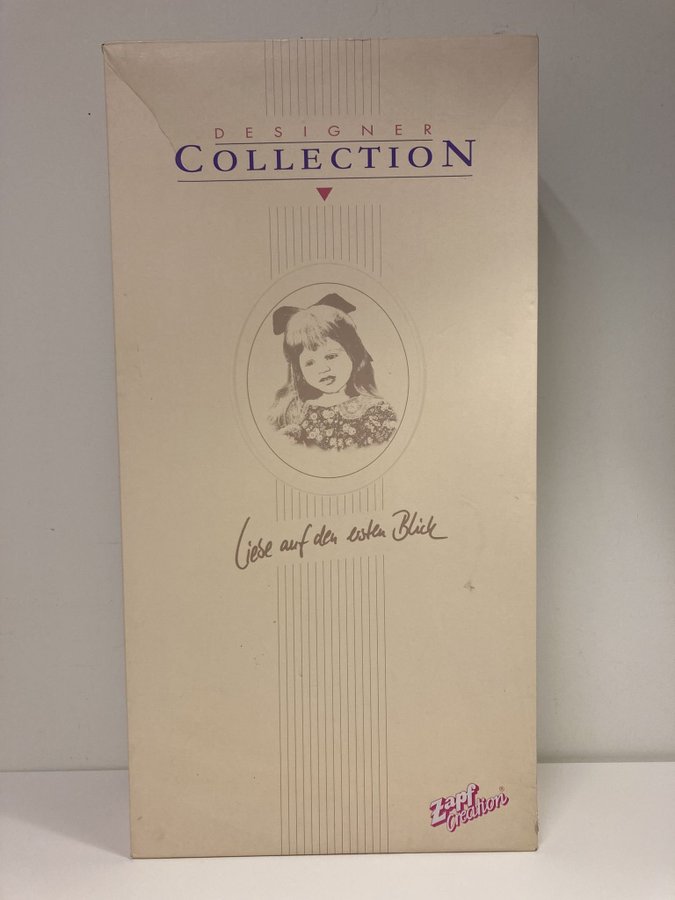 DESIGNER
COLLECTION
Liebe auf den ersten Blick
Zapf
Creation®